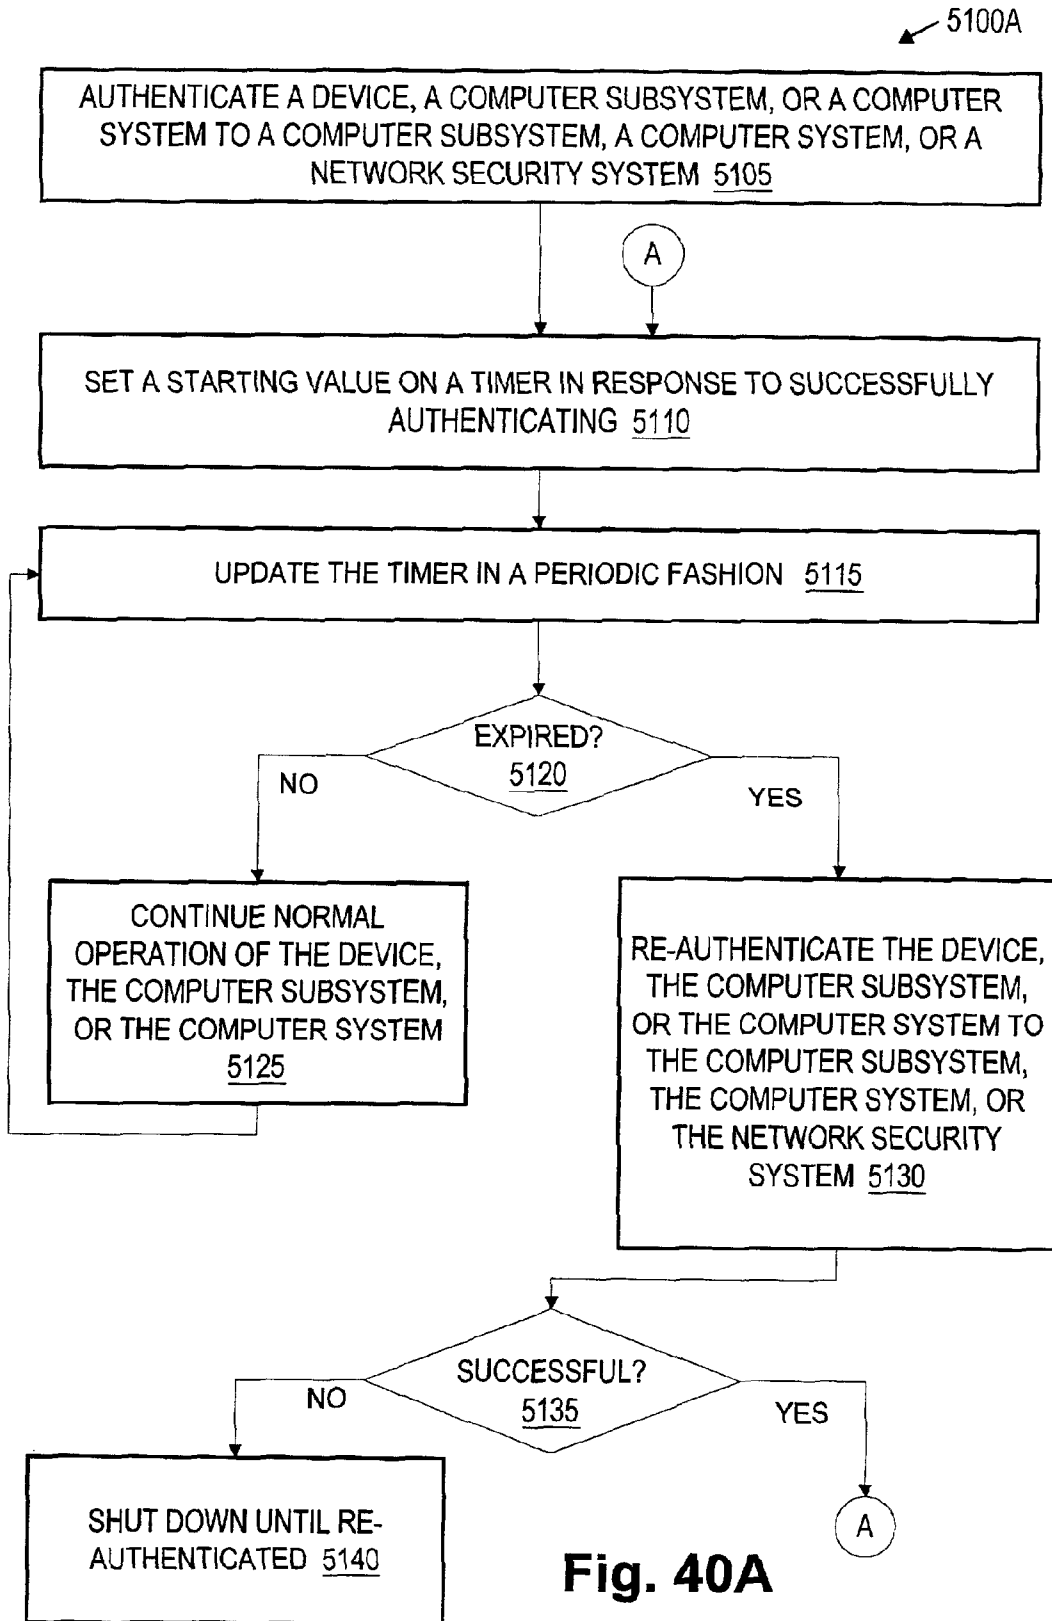 5100A
AUTHENTICATE A DEVICE, A COMPUTER SUBSYSTEM, OR A COMPUTER
SYSTEM TO A COMPUTER SUBSYSTEM, A COMPUTER SYSTEM, OR A
NETWORK SECURITY SYSTEM 5105
A
SET A STARTING VALUE ON A TIMER IN RESPONSE TO SUCCESSFULLY
AUTHENTICATING 5110
UPDATE THE TIMER IN A PERIODIC FASHION 5115
EXPIRED?
5120
NO
YES
CONTINUE NORMAL
OPERATION OF THE DEVICE,
THE COMPUTER SUBSYSTEM,
OR THE COMPUTER SYSTEM
5125
RE-AUTHENTICATE THE DEVICE,
THE COMPUTER SUBSYSTEM,
OR THE COMPUTER SYSTEM TO
THE COMPUTER SUBSYSTEM,
THE COMPUTER SYSTEM, OR
THE NETWORK SECURITY
SYSTEM 5130
SUCCESSFUL?
5135
NO
YES
SHUT DOWN UNTIL RE-
AUTHENTICATED 5140
A
Fig. 40A